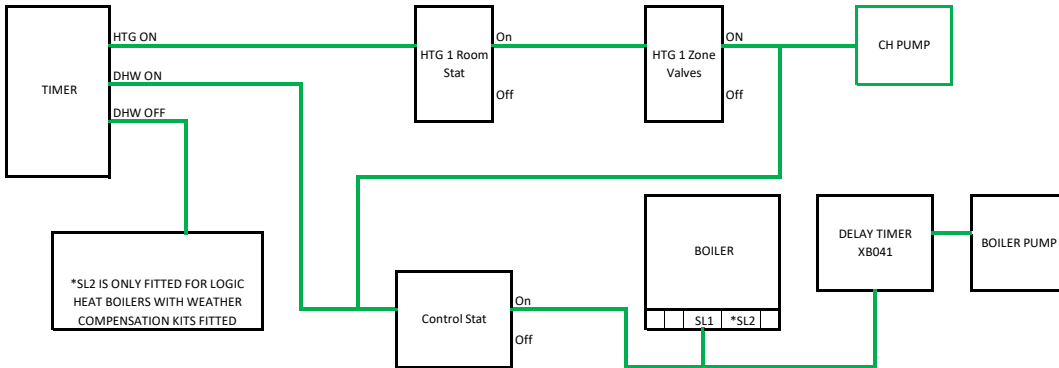 HTG ON
On
ON
CH PUMP
HTG 1 Room
Stat
HTG 1 Zone
Valves
DHW ON
TIMER
Off
Off
DHW OFF
DELAY TIMER
XB041
BOILER
BOILER PUMP
*SL2 IS ONLY FITTED FOR LOGIC
HEAT BOILERS WITH WEATHER
COMPENSATION KITS FITTED
On
Control Stat
SL1
*SL2
Off